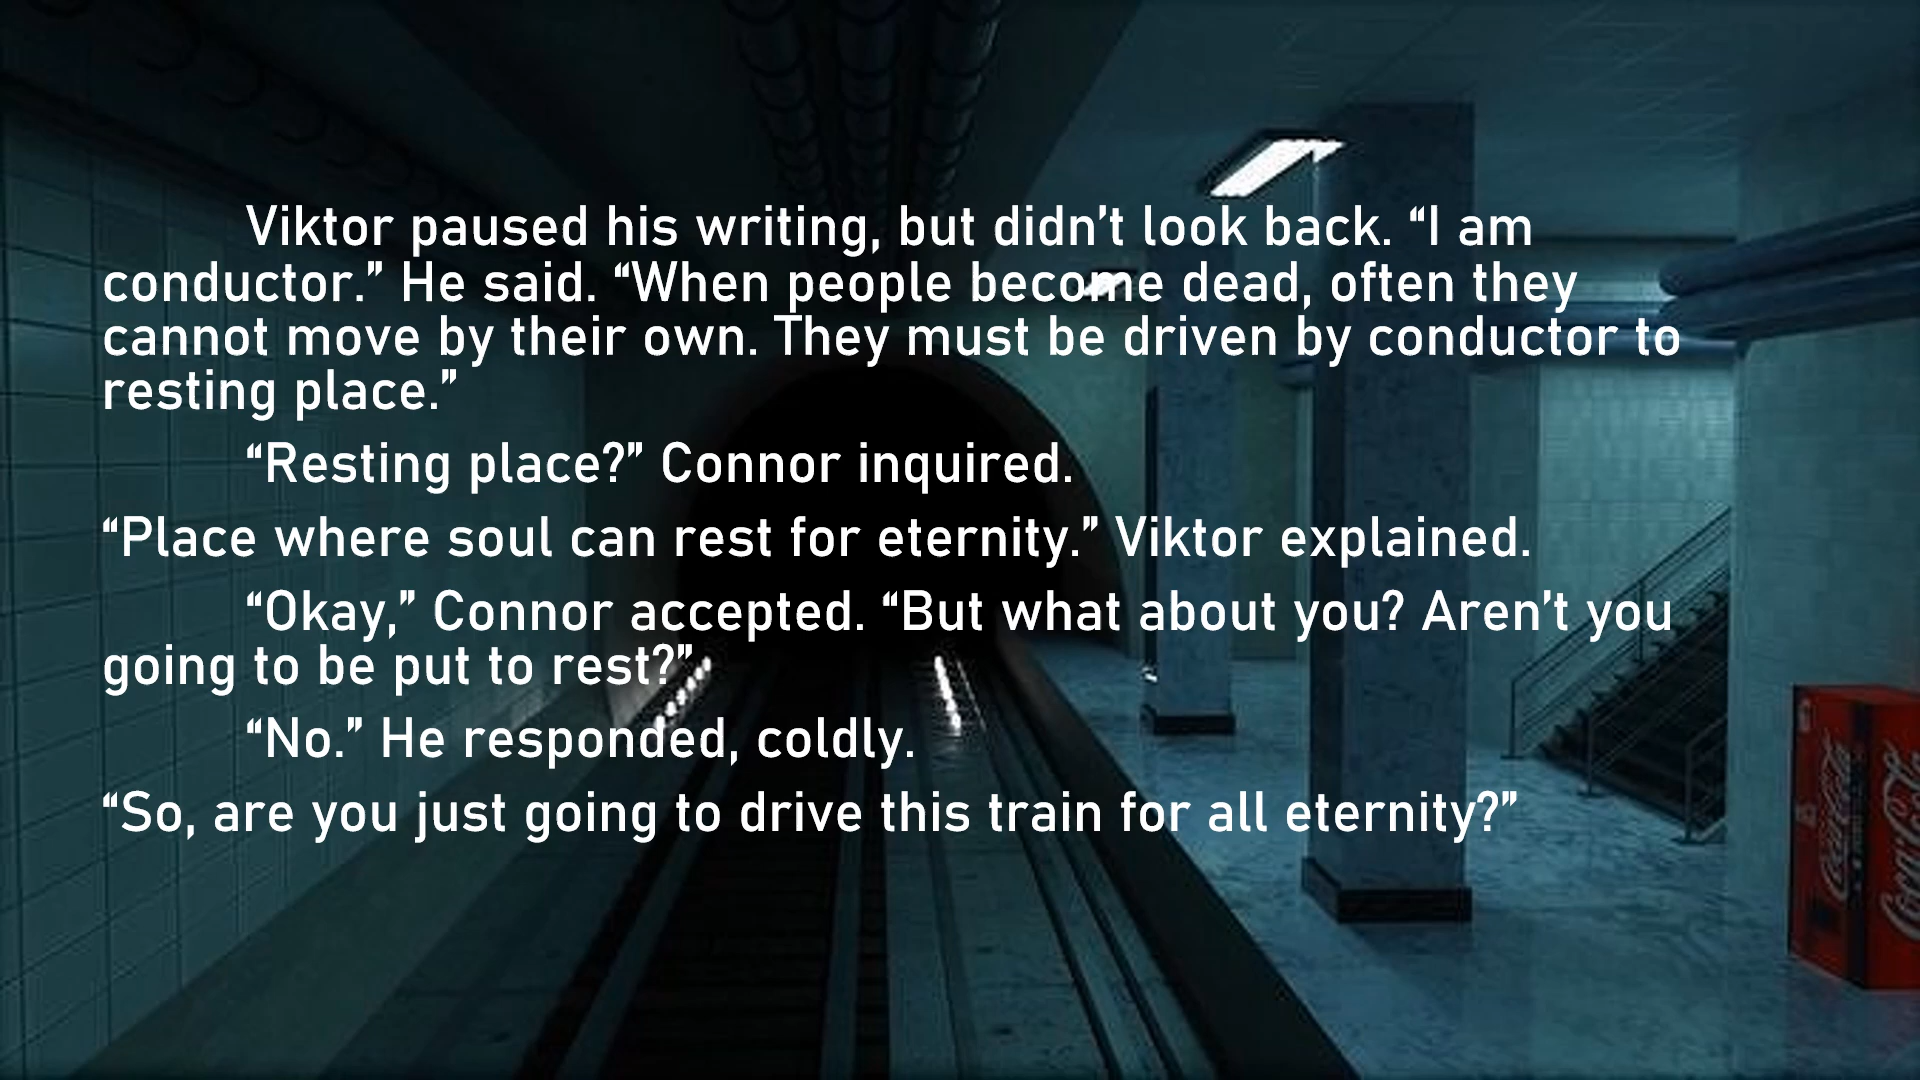 Viktor paused his writing, but didn't look back. “I am
conductor.” He said. “When people become dead, often they
cannot move by their own. They must be driven by conductor to
resting place.”
“Resting place?” Connor inquired.
“Place where soul can rest for eternity.” Viktor explained.
“Okay,” Connor accepted. “But what about you? Aren't you
going to be put to rest?”
“No.” He responded, coldly.
“So, are you just going to drive this train for all eternity?”
Coca-Cola
Coca-Cola